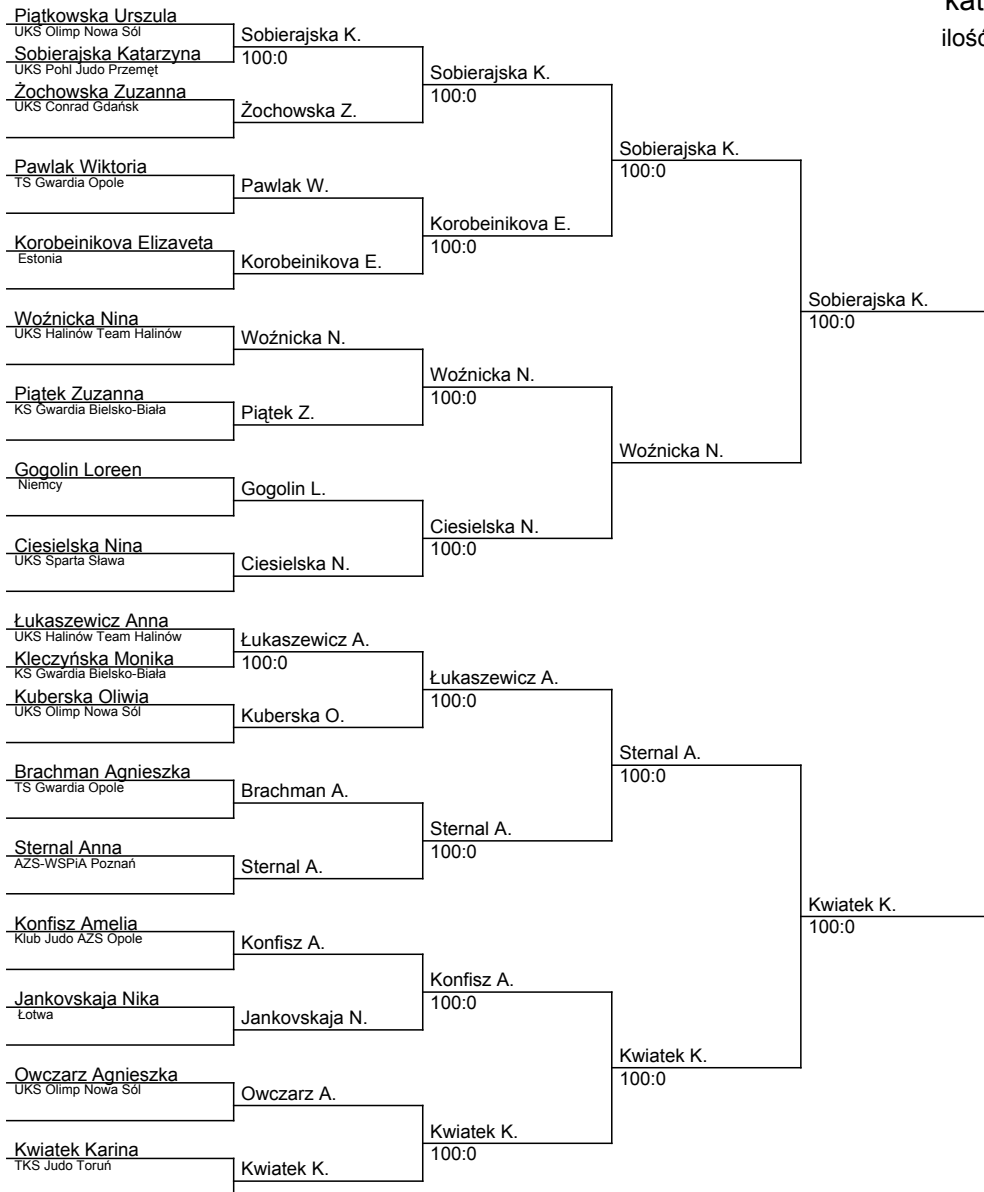 kat
ilość
Piątkowska Urszula
UKS Olimp Nowa Sól
Sobierajska Katarzyna
UKS Pohl Judo Przemęt
Żochowska Zuzanna
UKS Conrad Gdańsk
Pawlak Wiktoria
TS Gwardia Opole
Korobeinikova Elizaveta
Estonia
Woźnicka Nina
UKS Halinów Team Halinów
Piątek Zuzanna
KS Gwardia Bielsko-Biała
Gogolin Loreen
Niemcy
Ciesielska Nina
UKS Sparta Sława
Łukaszewicz Anna
UKS Halinów Team Halinów
Kleczyńska Monika
KS Gwardia Bielsko-Biała
Kuberska Oliwia
UKS Olimp Nowa Sól
Brachman Agnieszka
TS Gwardia Opole
Sternal Anna
AZS-WSPiA Poznań
Konfisz Amelia
Klub Judo AZS Opole
Jankovskaja Nika
Łotwa
Owczarz Agnieszka
UKS Olimp Nowa Sól
Kwiatek Karina
TKS Judo Toruń
Sobierajska K.
100:0
Żochowska Z.
Pawlak W.
Korobeinikova E.
Woźnicka N.
Piątek Z.
Gogolin L.
Ciesielska N.
Łukaszewicz A.
100:0
Kuberska O.
Brachman A.
Sternal A.
Konfisz A.
Jankovskaja N.
Owczarz A.
Kwiatek K.
Sobierajska K.
100:0
Korobeinikova E.
100:0
Woźnicka N.
100:0
Ciesielska N.
100:0
Łukaszewicz A.
100:0
Sternal A.
100:0
Konfisz A.
100:0
Kwiatek K.
100:0
Sobierajska K.
100:0
Woźnicka N.
Sternal A.
100:0
Kwiatek K.
100:0
Sobierajska K.
100:0
Kwiatek K.
100:0